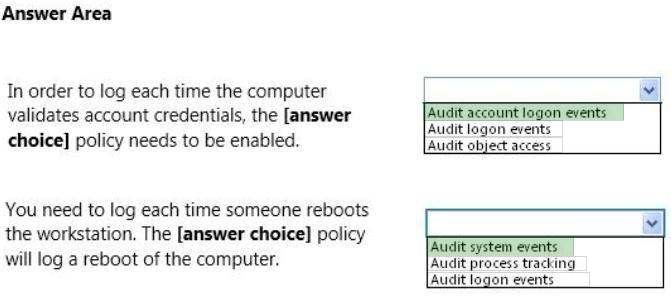 Answer Area
In order to log each time the computer
validates account credentials, the [answer
choice] policy needs to be enabled.
Audit account logon events
Audit logon events
Audit object access
You need to log each time someone reboots
the workstation. The [answer choice] policy
will log a reboot of the computer.
Audit system events
Audit process tracking
Audit logon events